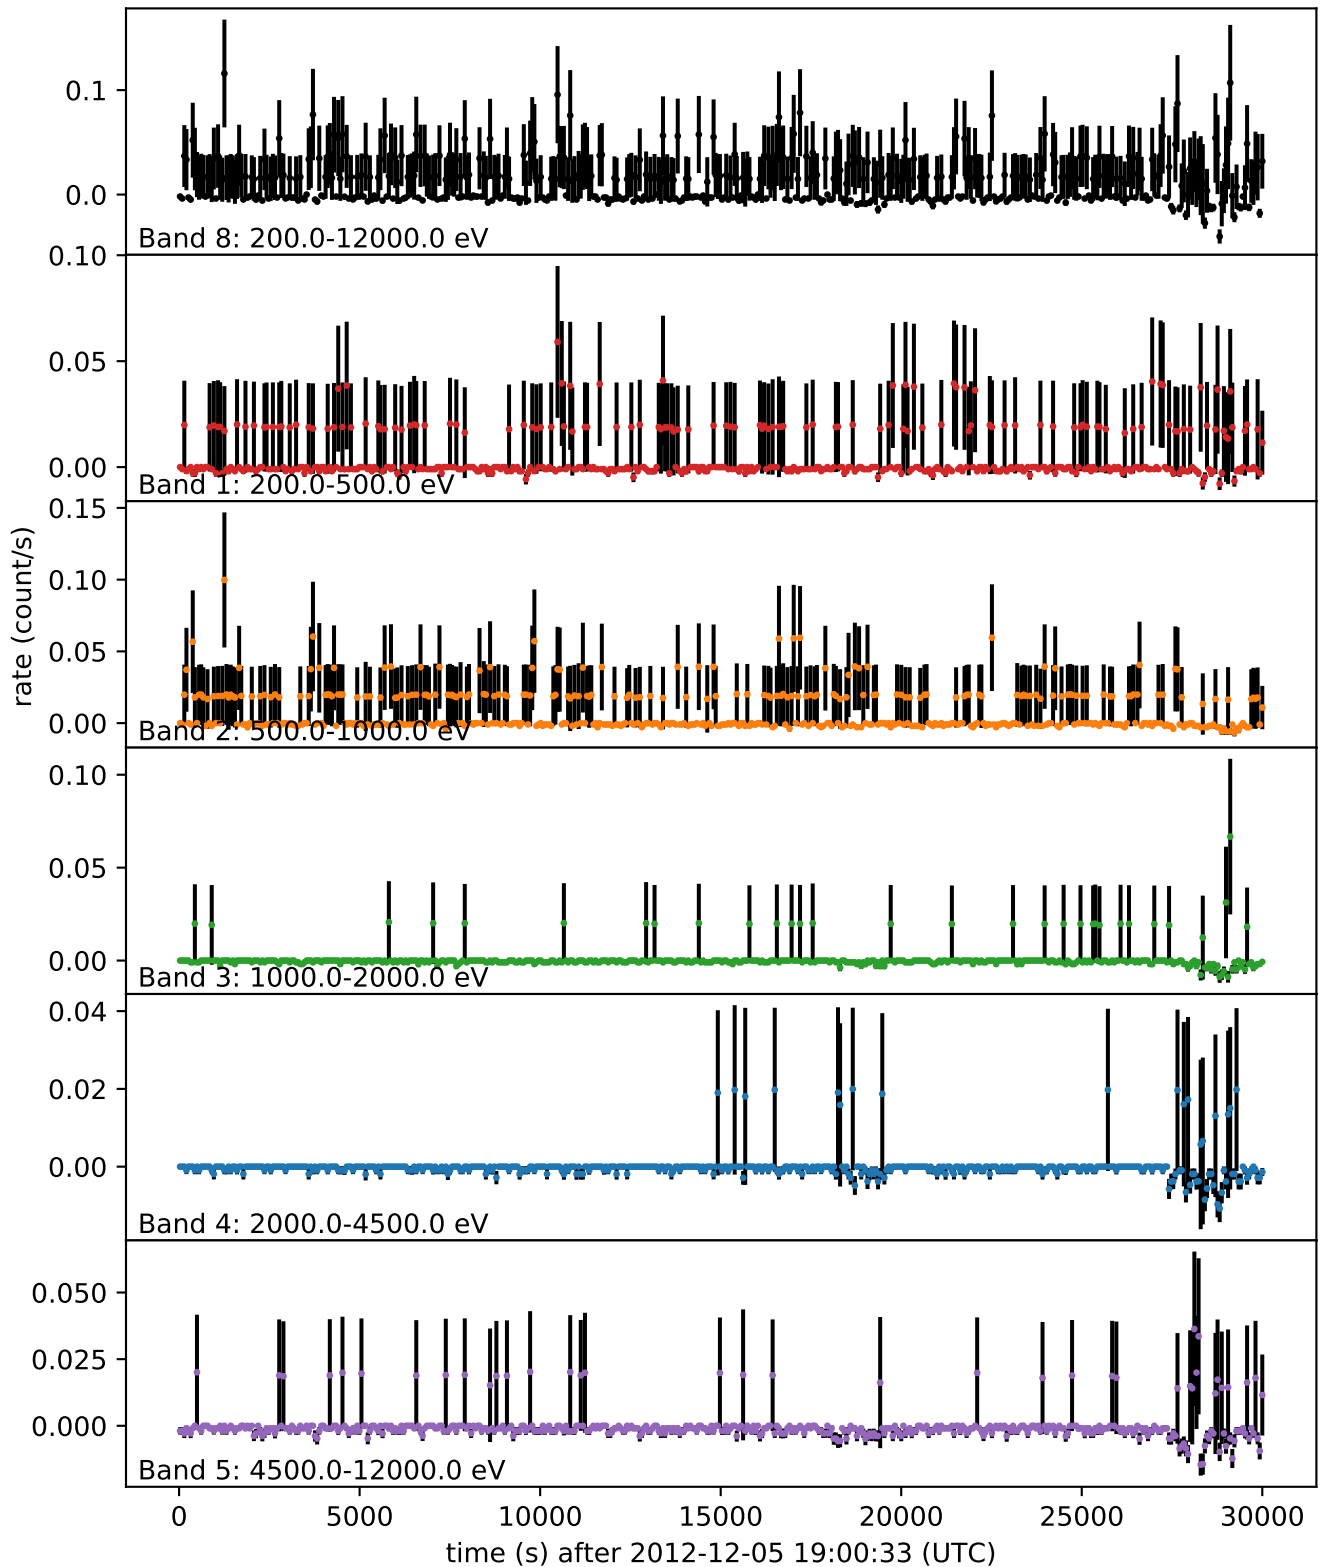 0.1
0.0
Band 8: 200.0-12000.0 eV
0.10
0.05
0.00
Band 1: 200.0-500.0 eV
0.15
0.10
0.05
0.00
Band 2: 500.0-1000.0 eV
rate (count/s)
0.10
0.05
0.00
Band 3: 1000.0-2000.0 eV
0.04
0.02
0.00
Band 4: 2000.0-4500.0 eV
0.050
0.025
0.000
Band 5: 4500.0-12000.0 eV
0 5000 10000 15000 20000 25000 30000
time (s) after 2012-12-05 19:00:33 (UTC)